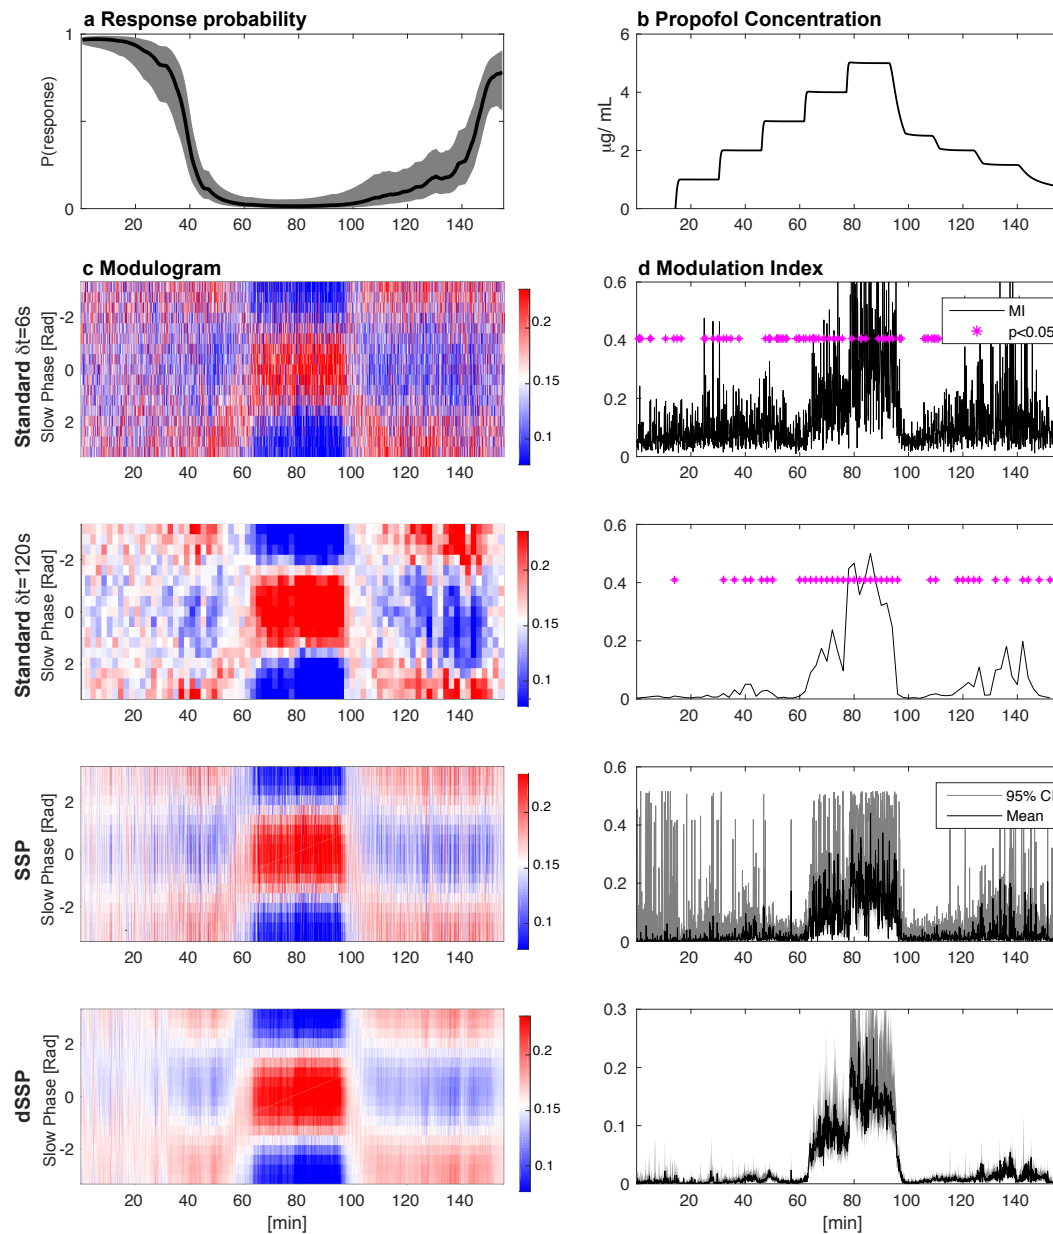 a Response probability
P(response)
1
0
20 40 60 80 100 120 140
b Propofol Concentration
µg/ mL
6
4
2
0
20 40 60 80 100 120 140
c Modulogram
Standard δt=6s
Slow Phase [Rad]
-2
0
2
20 40 60 80 100 120 140
0.2
0.15
0.1
d Modulation Index
0.6
0.4
0.2
0
MI
p<0.05
20 40 60 80 100 120 140
Standard δt=120s
Slow Phase [Rad]
-2
0
2
20 40 60 80 100 120 140
0.2
0.15
0.1
0.6
0.4
0.2
0
20 40 60 80 100 120 140
SSP
Slow Phase [Rad]
2
0
-2
20 40 60 80 100 120 140
0.2
0.15
0.1
0.6
0.4
0.2
0
95% CI
Mean
20 40 60 80 100 120 140
dSSP
Slow Phase [Rad]
2
0
-2
20 40 60 80 100 120 140
[min]
0.2
0.15
0.1
0.3
0.2
0.1
0
20 40 60 80 100 120 140
[min]